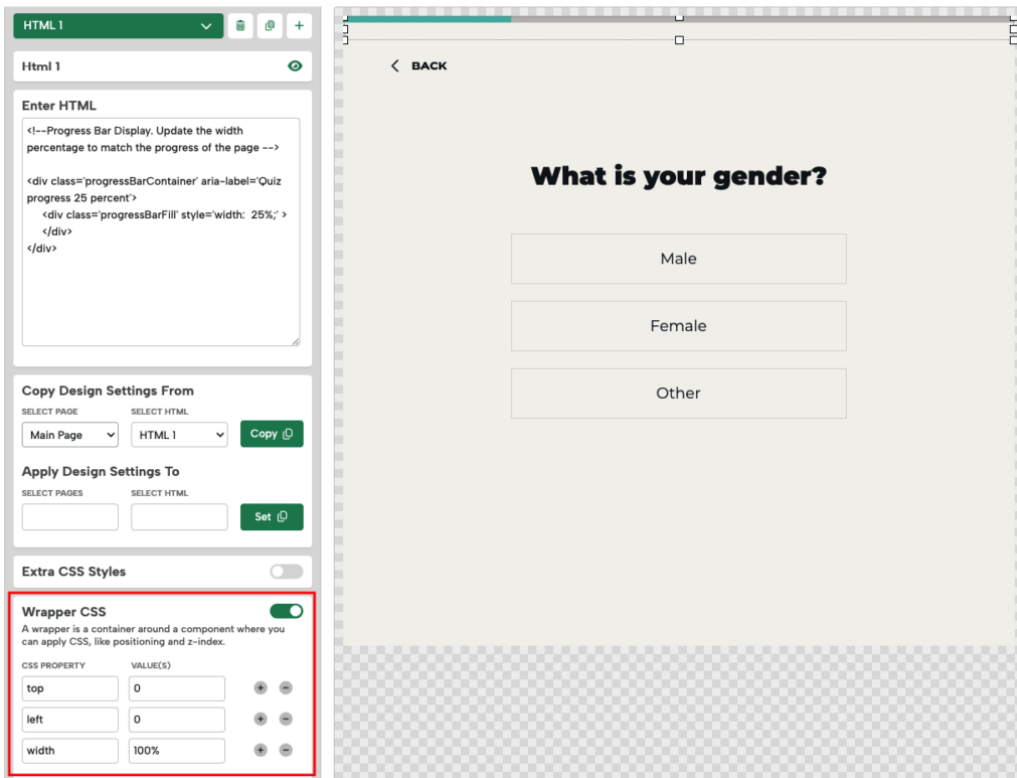 HTML 1
Html 1
Enter HTML
<!--Progress Bar Display. Update the width
percentage to match the progress of the page -->
<div class='progressBarContainer' aria-label='Quiz
progress 25 percent'>
<div class='progressBarFill' style='width:  25%;' >
</div>
</div>
Copy Design Settings From
SELECT PAGE SELECT HTML
Main Page HTML 1 Copy
Apply Design Settings To
SELECT PAGES SELECT HTML
Set
Extra CSS Styles
Wrapper CSS
A wrapper is a container around a component where you
can apply CSS, like positioning and z-index.
CSS PROPERTY VALUE(S)
top 0
left 0
width 100%
BACK
What is your gender?
Male
Female
Other